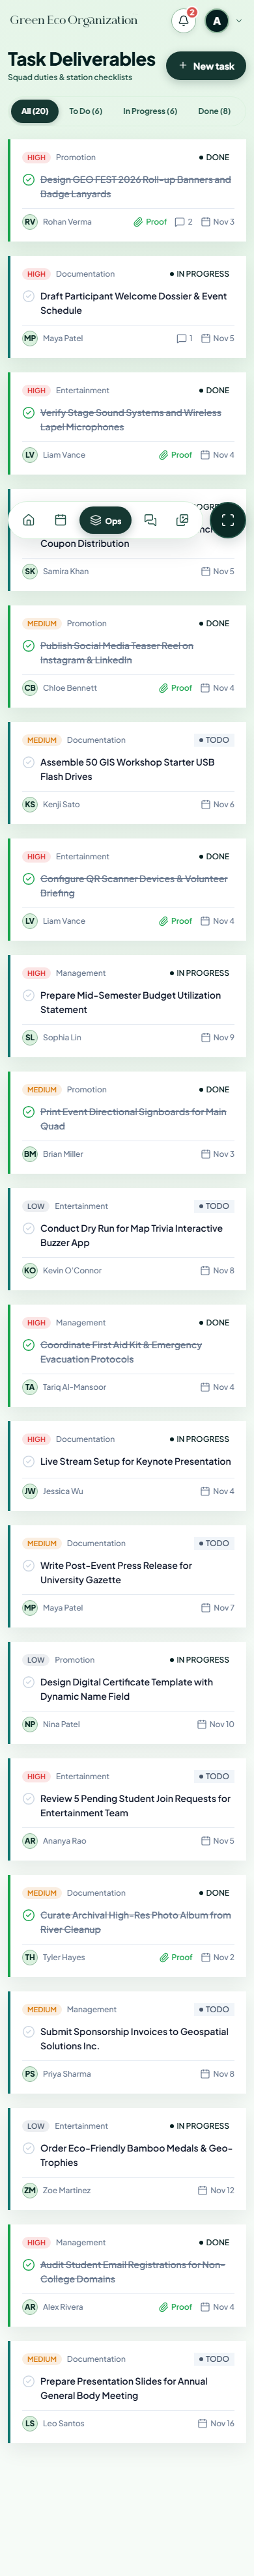 Green Eco Organization
2
A
Task Deliverables
Squad duties & station checklists
+ New task
All (20) To Do (6) In Progress (6) Done (8)
HIGH Promotion DONE
Design GEO FEST 2026 Roll-up Banners and
Badge Lanyards
RV Rohan Verma Proof 2 Nov 3
HIGH Documentation IN PROGRESS
Draft Participant Welcome Dossier & Event
Schedule
MP Maya Patel 1 Nov 5
HIGH Entertainment DONE
Verify Stage Sound Systems and Wireless
Lapel Microphones
LV Liam Vance Proof Nov 4
Ops
Coupon Distribution
SK Samira Khan Nov 5
MEDIUM Promotion DONE
Publish Social Media Teaser Reel on
Instagram & LinkedIn
CB Chloe Bennett Proof Nov 4
MEDIUM Documentation TODO
Assemble 50 GIS Workshop Starter USB
Flash Drives
KS Kenji Sato Nov 6
HIGH Entertainment DONE
Configure QR Scanner Devices & Volunteer
Briefing
LV Liam Vance Proof Nov 4
HIGH Management IN PROGRESS
Prepare Mid-Semester Budget Utilization
Statement
SL Sophia Lin Nov 9
MEDIUM Promotion DONE
Print Event Directional Signboards for Main
Quad
BM Brian Miller Nov 3
LOW Entertainment TODO
Conduct Dry Run for Map Trivia Interactive
Buzzer App
KO Kevin O'Connor Nov 8
HIGH Management DONE
Coordinate First Aid Kit & Emergency
Evacuation Protocols
TA Tariq Al-Mansoor Nov 4
HIGH Documentation IN PROGRESS
Live Stream Setup for Keynote Presentation
JW Jessica Wu Nov 4
MEDIUM Documentation TODO
Write Post-Event Press Release for
University Gazette
MP Maya Patel Nov 7
LOW Promotion IN PROGRESS
Design Digital Certificate Template with
Dynamic Name Field
NP Nina Patel Nov 10
HIGH Entertainment TODO
Review 5 Pending Student Join Requests for
Entertainment Team
AR Ananya Rao Nov 5
MEDIUM Documentation DONE
Curate Archival High-Res Photo Album from
River Cleanup
TH Tyler Hayes Proof Nov 2
MEDIUM Management TODO
Submit Sponsorship Invoices to Geospatial
Solutions Inc.
PS Priya Sharma Nov 8
LOW Entertainment IN PROGRESS
Order Eco-Friendly Bamboo Medals & Geo-
Trophies
ZM Zoe Martinez Nov 12
HIGH Management DONE
Audit Student Email Registrations for Non-
College Domains
AR Alex Rivera Proof Nov 4
MEDIUM Documentation TODO
Prepare Presentation Slides for Annual
General Body Meeting
LS Leo Santos Nov 16